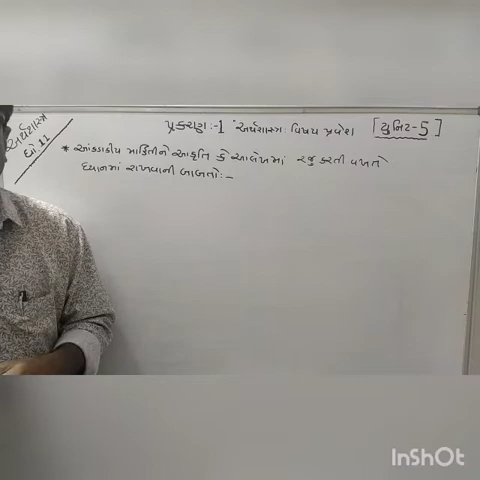 અર્થશાસ્ત્ર
ધો. 11
પ્રકરણ:-1 અર્થશાસ્ત્ર: વિષય પ્રવેશ [યુનિટ-5]
* આંકડાકીય માહિતીને આકૃતિ કે આલેખમાં રજુ કરતી વખતે
ધ્યાનમાં રાખવાની બાબતો:-
InShOt